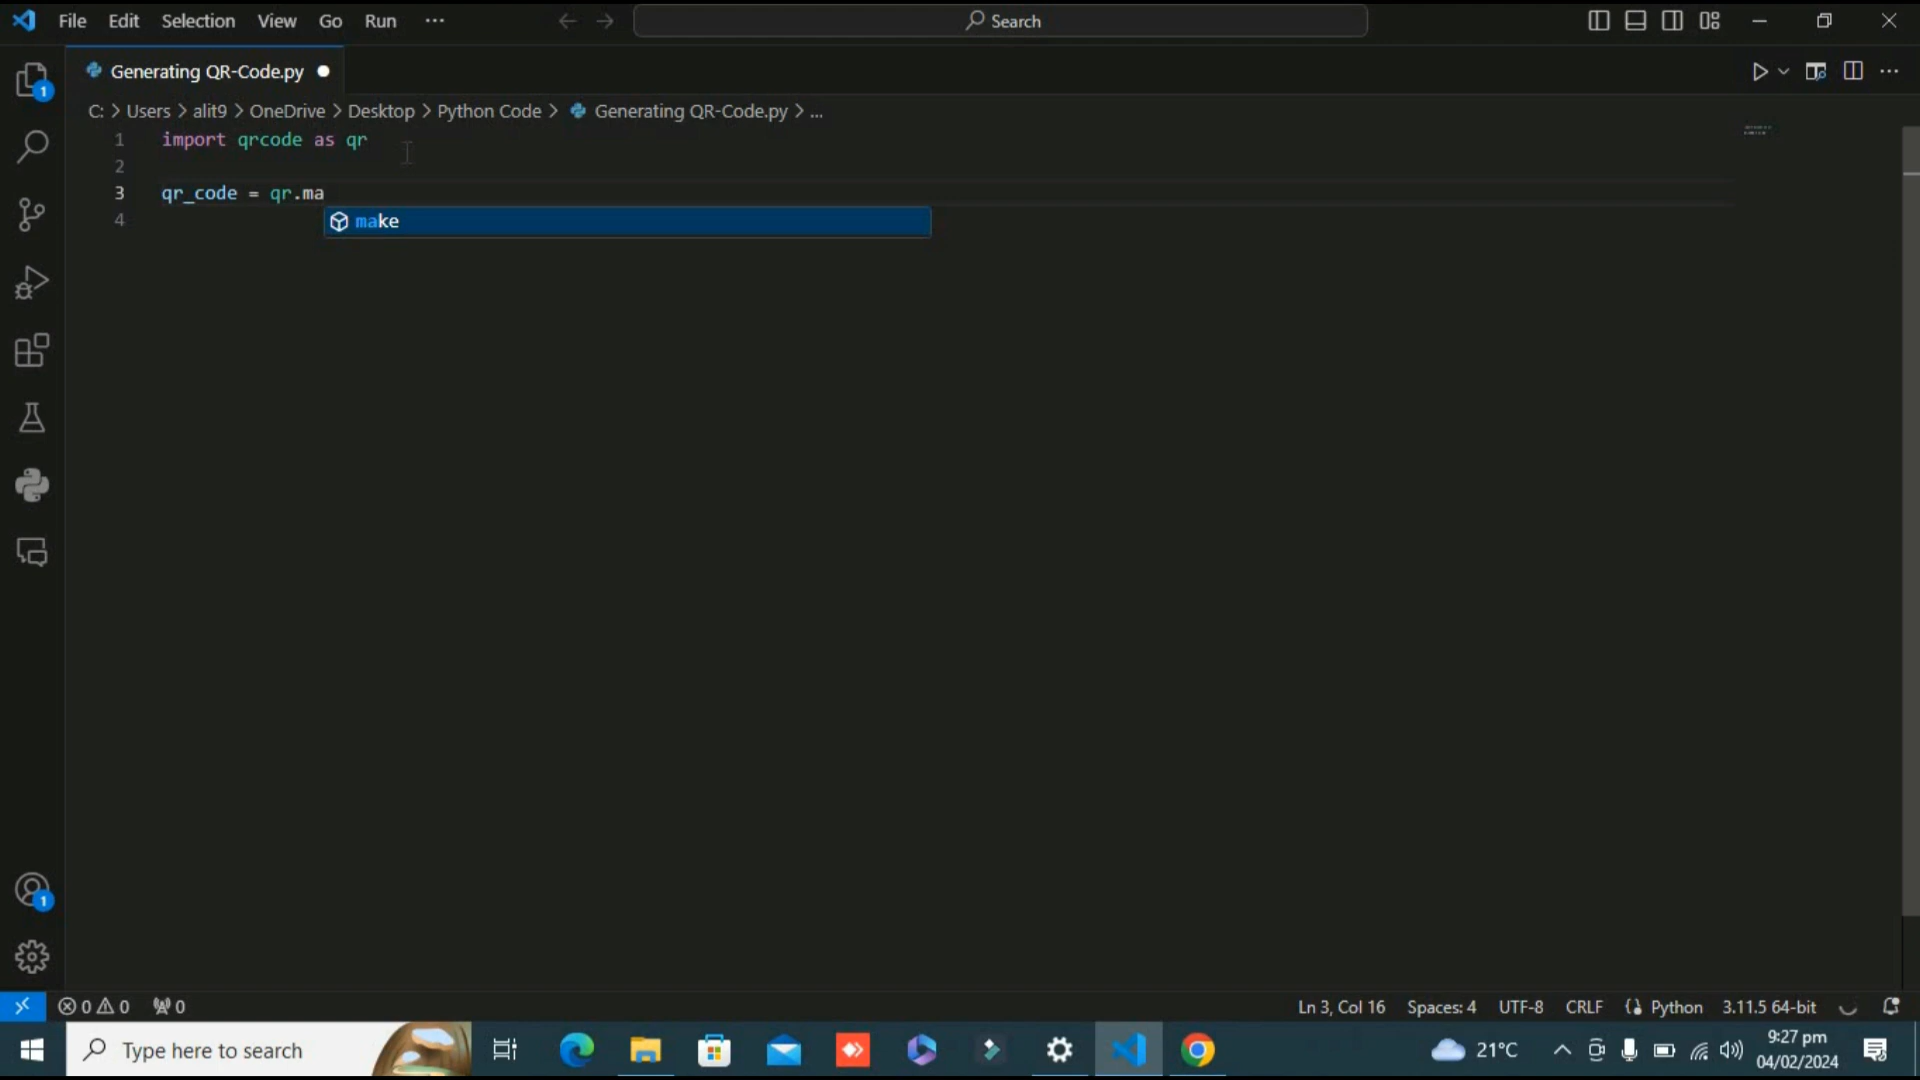 File Edit Selection View Go Run ···
Search
Generating QR-Code.py
C: > Users > alit9 > OneDrive > Desktop > Python Code > Generating QR-Code.py > ...
1 import qrcode as qr
2
3 qr_code = qr.ma
make
4
1
1
0 0 0 Ln 3, Col 16 Spaces: 4 UTF-8 CRLF Python 3.11.5 64-bit
Type here to search 21°C 9:27 pm
04/02/2024